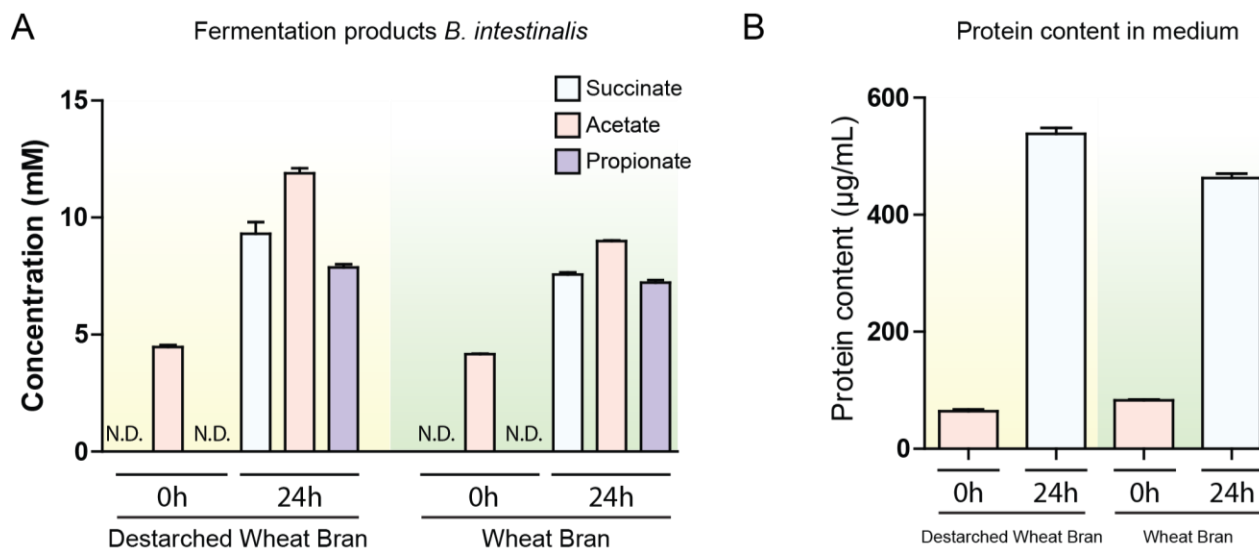 A
Fermentation products B. intestinalis
Succinate
Acetate
Propionate
Concentration (mM)
15
10
5
0
N.D.
N.D.
N.D.
N.D.
0h
24h
0h
24h
Destarched Wheat Bran
Wheat Bran
B
Protein content in medium
Protein content (µg/mL)
600
400
200
0
0h
24h
0h
24h
Destarched Wheat Bran
Wheat Bran